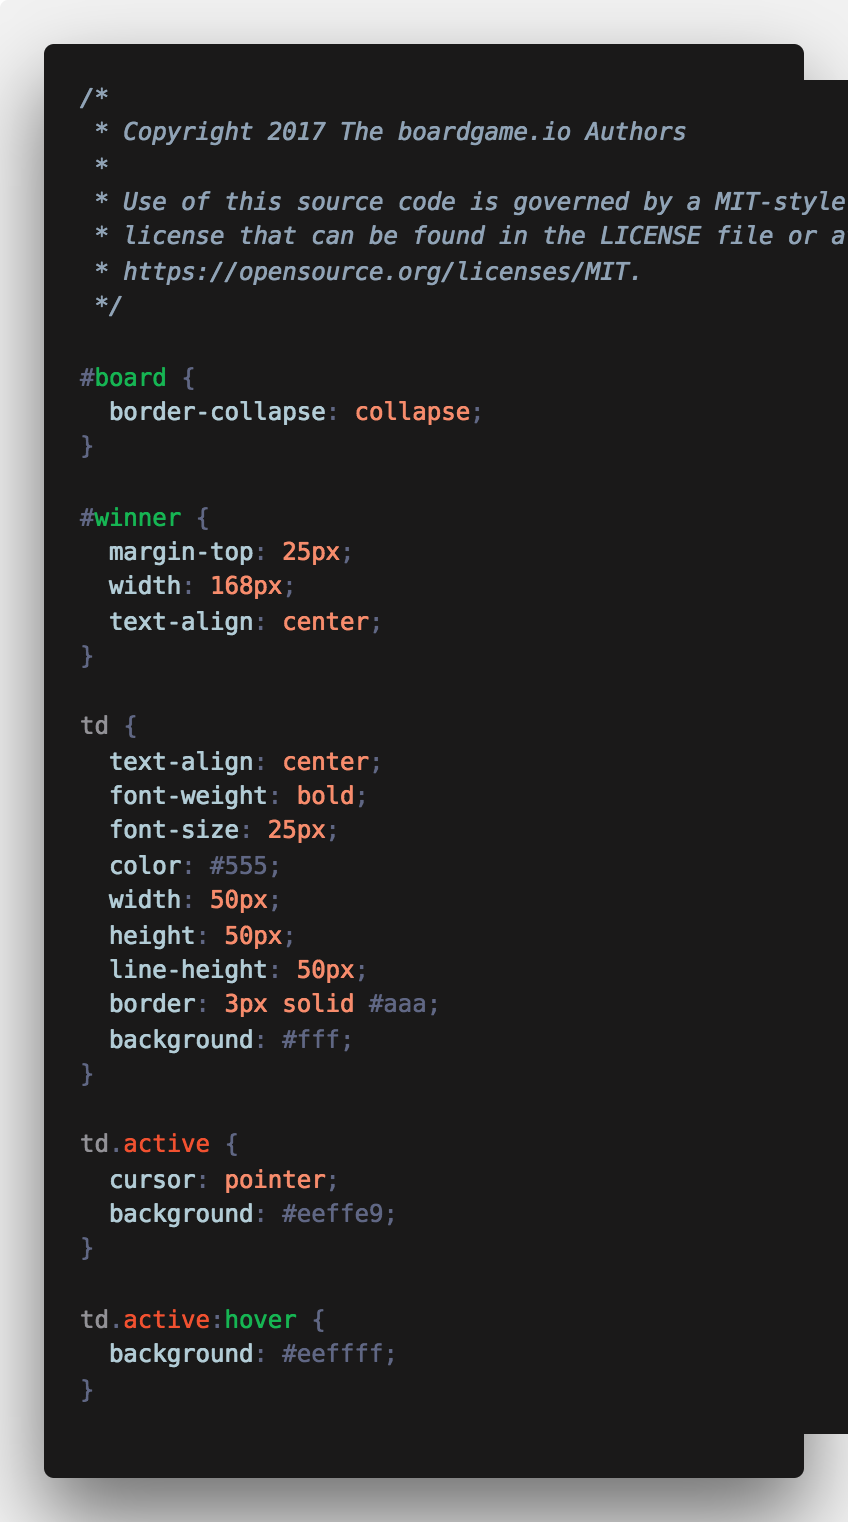 /*
 * Copyright 2017 The boardgame.io Authors
 *
 * Use of this source code is governed by a MIT-style
 * license that can be found in the LICENSE file or a
 * https://opensource.org/licenses/MIT.
 */

#board {
  border-collapse: collapse;
}

#winner {
  margin-top: 25px;
  width: 168px;
  text-align: center;
}

td {
  text-align: center;
  font-weight: bold;
  font-size: 25px;
  color: #555;
  width: 50px;
  height: 50px;
  line-height: 50px;
  border: 3px solid #aaa;
  background: #fff;
}

td.active {
  cursor: pointer;
  background: #eeffe9;
}

td.active:hover {
  background: #eeffff;
}